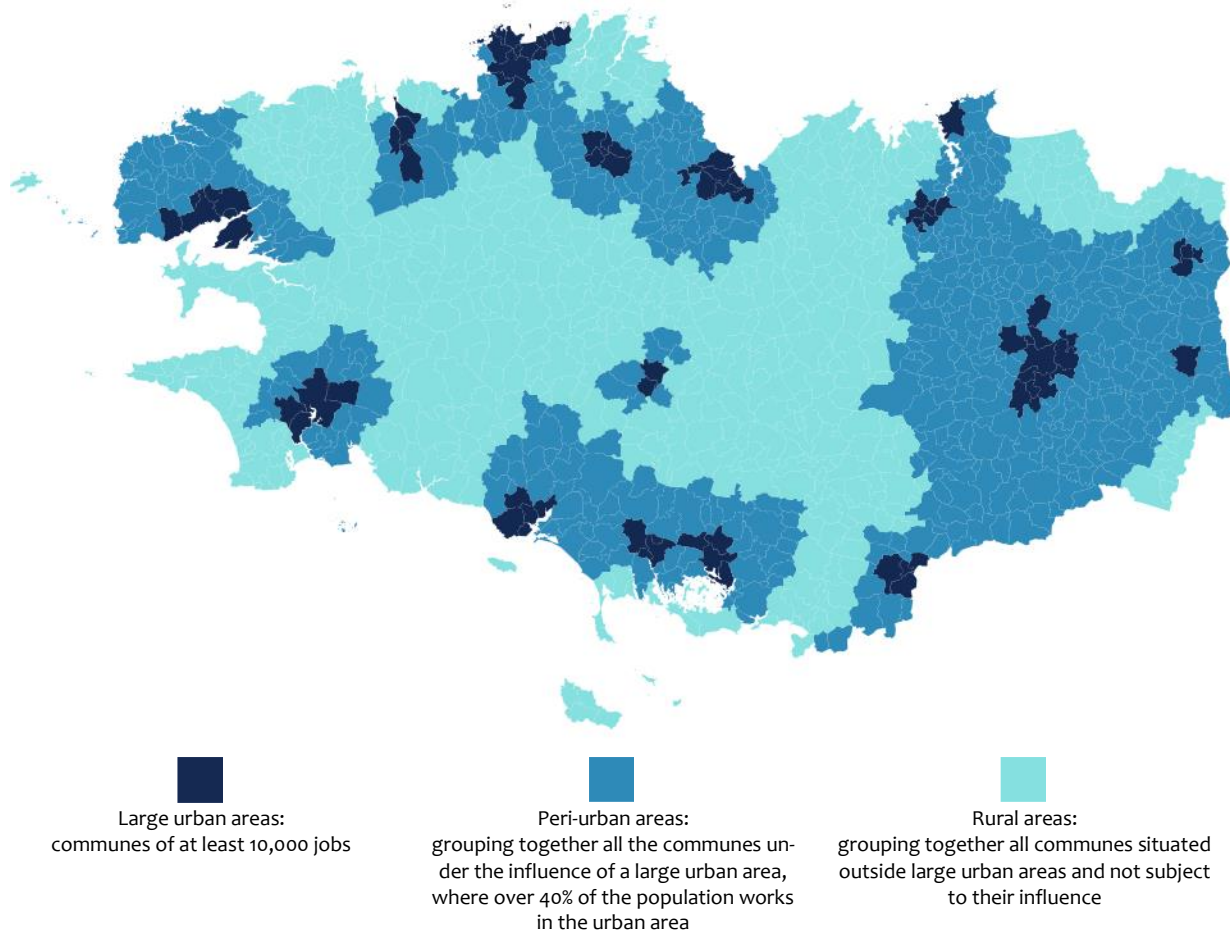 Large urban areas:
communes of at least 10,000 jobs
Peri-urban areas:
grouping together all the communes un-
der the influence of a large urban area,
where over 40% of the population works
in the urban area
Rural areas:
grouping together all communes situated
outside large urban areas and not subject
to their influence